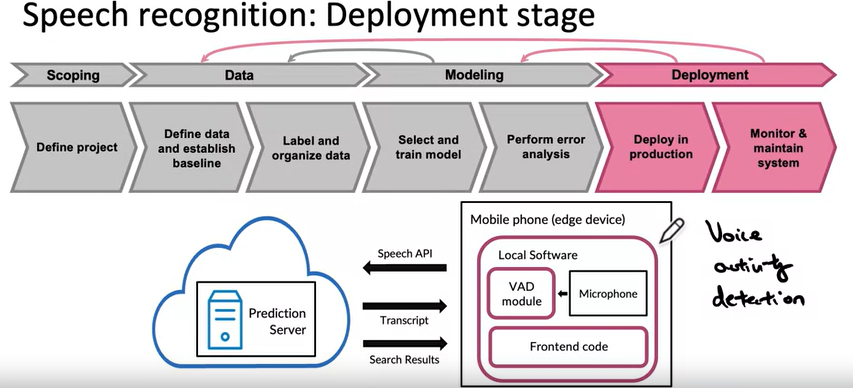 Speech recognition: Deployment stage
Scoping
Data
Modeling
Deployment
Define project
Define data
and establish
baseline
Label and
organize data
Select and
train model
Perform error
analysis
Deploy in
production
Monitor &
maintain
system
Prediction
Server
Speech API
Transcript
Search Results
Mobile phone (edge device)
Local Software
VAD
module
Microphone
Frontend code
Voice
activity
detection